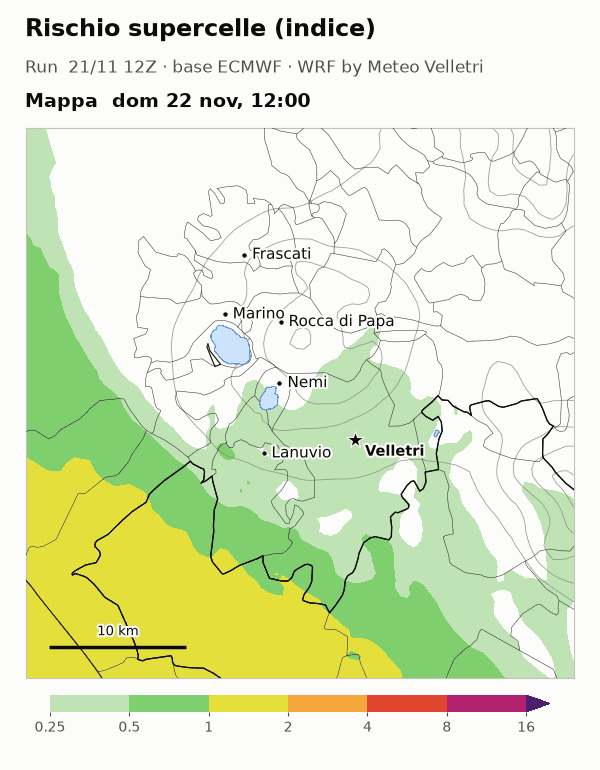 Rischio supercelle (indice)
Run  21/11 12Z · base ECMWF · WRF by Meteo Velletri
Mappa  dom 22 nov, 12:00
Frascati
Marino
Rocca di Papa
Nemi
Velletri
Lanuvio
10 km
0.25 0.5 1 2 4 8 16